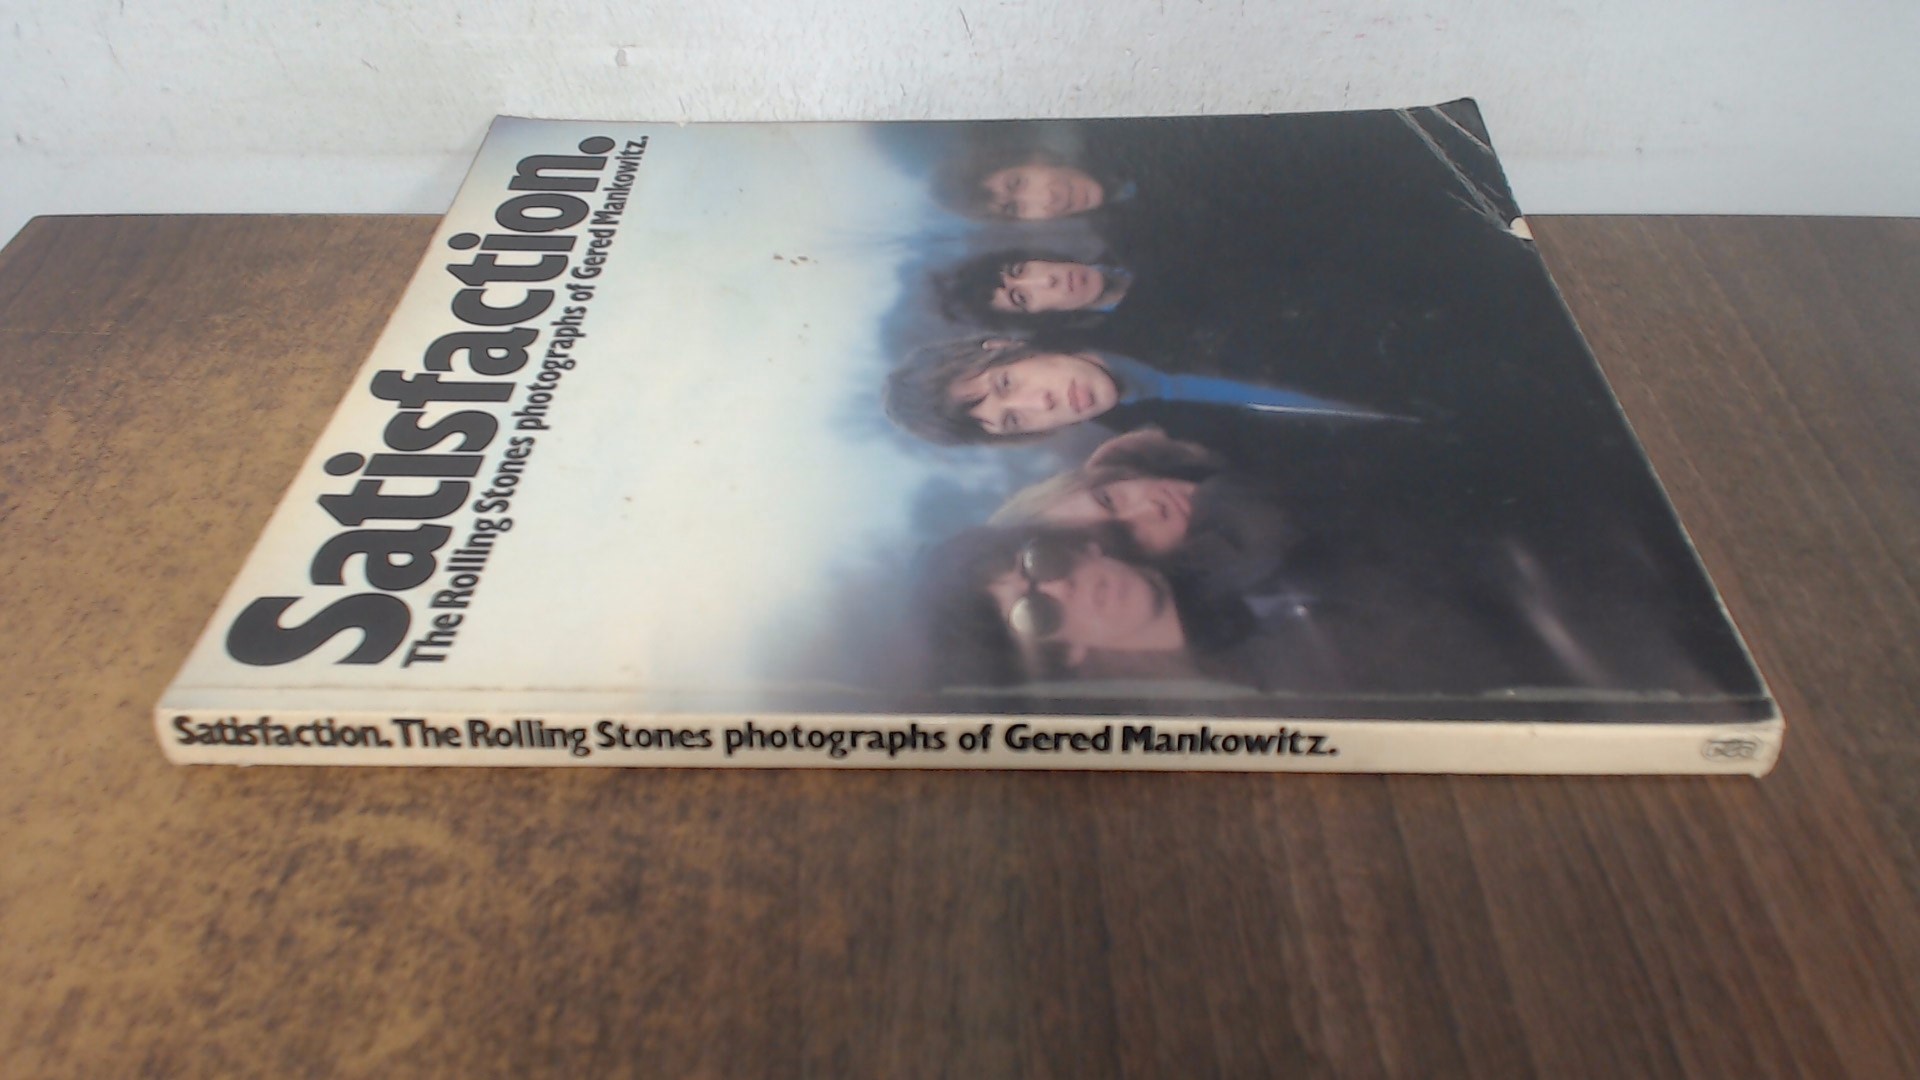 Satisfaction.
The Rolling Stones photographs of Gered Mankowitz.
Satisfaction. The Rolling Stones photographs of Gered Mankowitz.